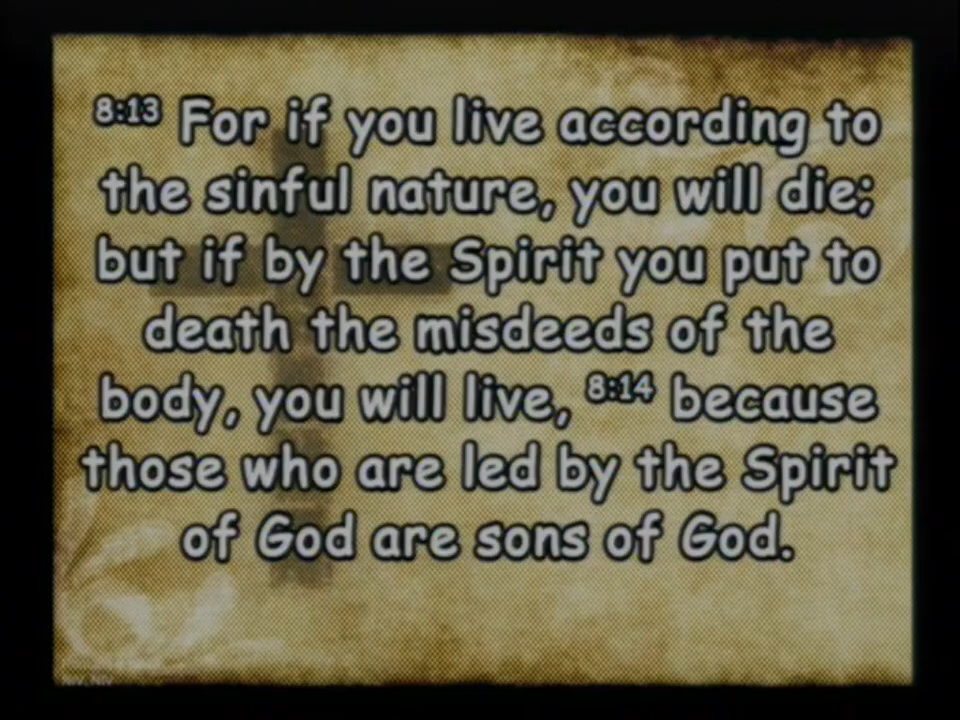 8:13 For if you live according to
the sinful nature, you will die;
but if by the Spirit you put to
death the misdeeds of the
body, you will live, 8:14 because
those who are led by the Spirit
of God are sons of God.